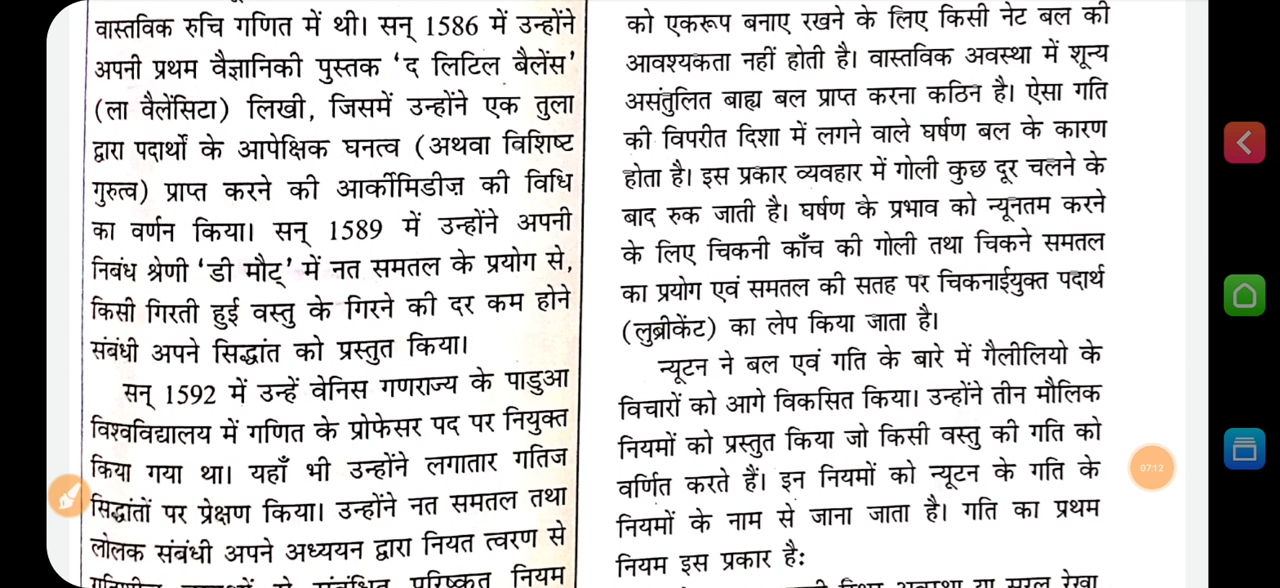 वास्तविक रुचि गणित में थी। सन् 1586 में उन्होंने
अपनी प्रथम वैज्ञानिकी पुस्तक ‘द लिटिल बैलेंस’
(ला वैलेंसिटा) लिखी, जिसमें उन्होंने एक तुला
द्वारा पदार्थों के आपेक्षिक घनत्व (अथवा विशिष्ट
गुरुत्व) प्राप्त करने की आर्कीमिडीज़ की विधि
का वर्णन किया। सन् 1589 में उन्होंने अपनी
निबंध श्रेणी ‘डी मौटू’ में नत समतल के प्रयोग से,
किसी गिरती हुई वस्तु के गिरने की दर कम होने
संबंधी अपने सिद्धांत को प्रस्तुत किया।
सन् 1592 में उन्हें वेनिस गणराज्य के पाडुआ
विश्वविद्यालय में गणित के प्रोफेसर पद पर नियुक्त
किया गया था। यहाँ भी उन्होंने लगातार गतिज
सिद्धांतों पर प्रेक्षण किया। उन्होंने नत समतल तथा
लोलक संबंधी अपने अध्ययन द्वारा नियत त्वरण से
से संबंधित परिष्कृत नियम
को एकरूप बनाए रखने के लिए किसी नेट बल की
आवश्यकता नहीं होती है। वास्तविक अवस्था में शून्य
असंतुलित बाह्य बल प्राप्त करना कठिन है। ऐसा गति
की विपरीत दिशा में लगने वाले घर्षण बल के कारण
होता है। इस प्रकार व्यवहार में गोली कुछ दूर चलने के
बाद रुक जाती है। घर्षण के प्रभाव को न्यूनतम करने
के लिए चिकनी काँच की गोली तथा चिकने समतल
का प्रयोग एवं समतल की सतह पर चिकनाईयुक्त पदार्थ
(लुब्रीकेंट) का लेप किया जाता है।
न्यूटन ने बल एवं गति के बारे में गैलीलियो के
विचारों को आगे विकसित किया। उन्होंने तीन मौलिक
नियमों को प्रस्तुत किया जो किसी वस्तु की गति को
वर्णित करते हैं। इन नियमों को न्यूटन के गति के
नियमों के नाम से जाना जाता है। गति का प्रथम
नियम इस प्रकार है:
स्थिर अवस्था या सरल रेखा
07:12